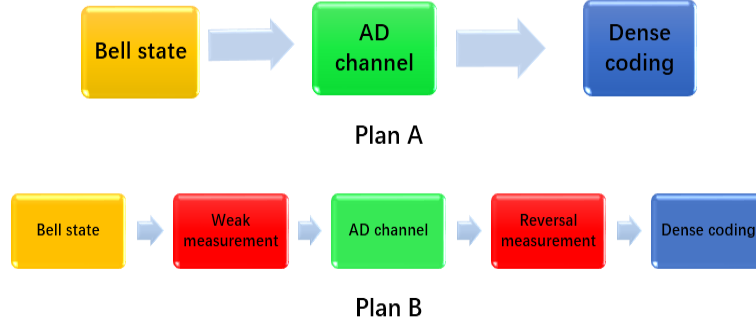 Bell state
AD
channel
Dense
coding
Plan A
Bell state
Weak
measurement
AD channel
Reversal
measurement
Dense coding
Plan B